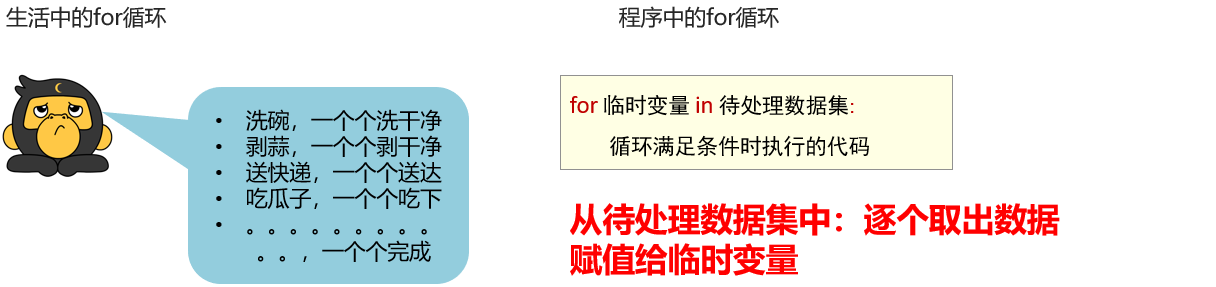 生活中的for循环
程序中的for循环
• 洗碗，一个个洗干净
• 剥蒜，一个个剥干净
• 送快递，一个个送达
• 吃瓜子，一个个吃下
• 。。。。。。。。。
。。，一个个完成
for 临时变量 in 待处理数据集:
循环满足条件时执行的代码
从待处理数据集中：逐个取出数据
赋值给临时变量